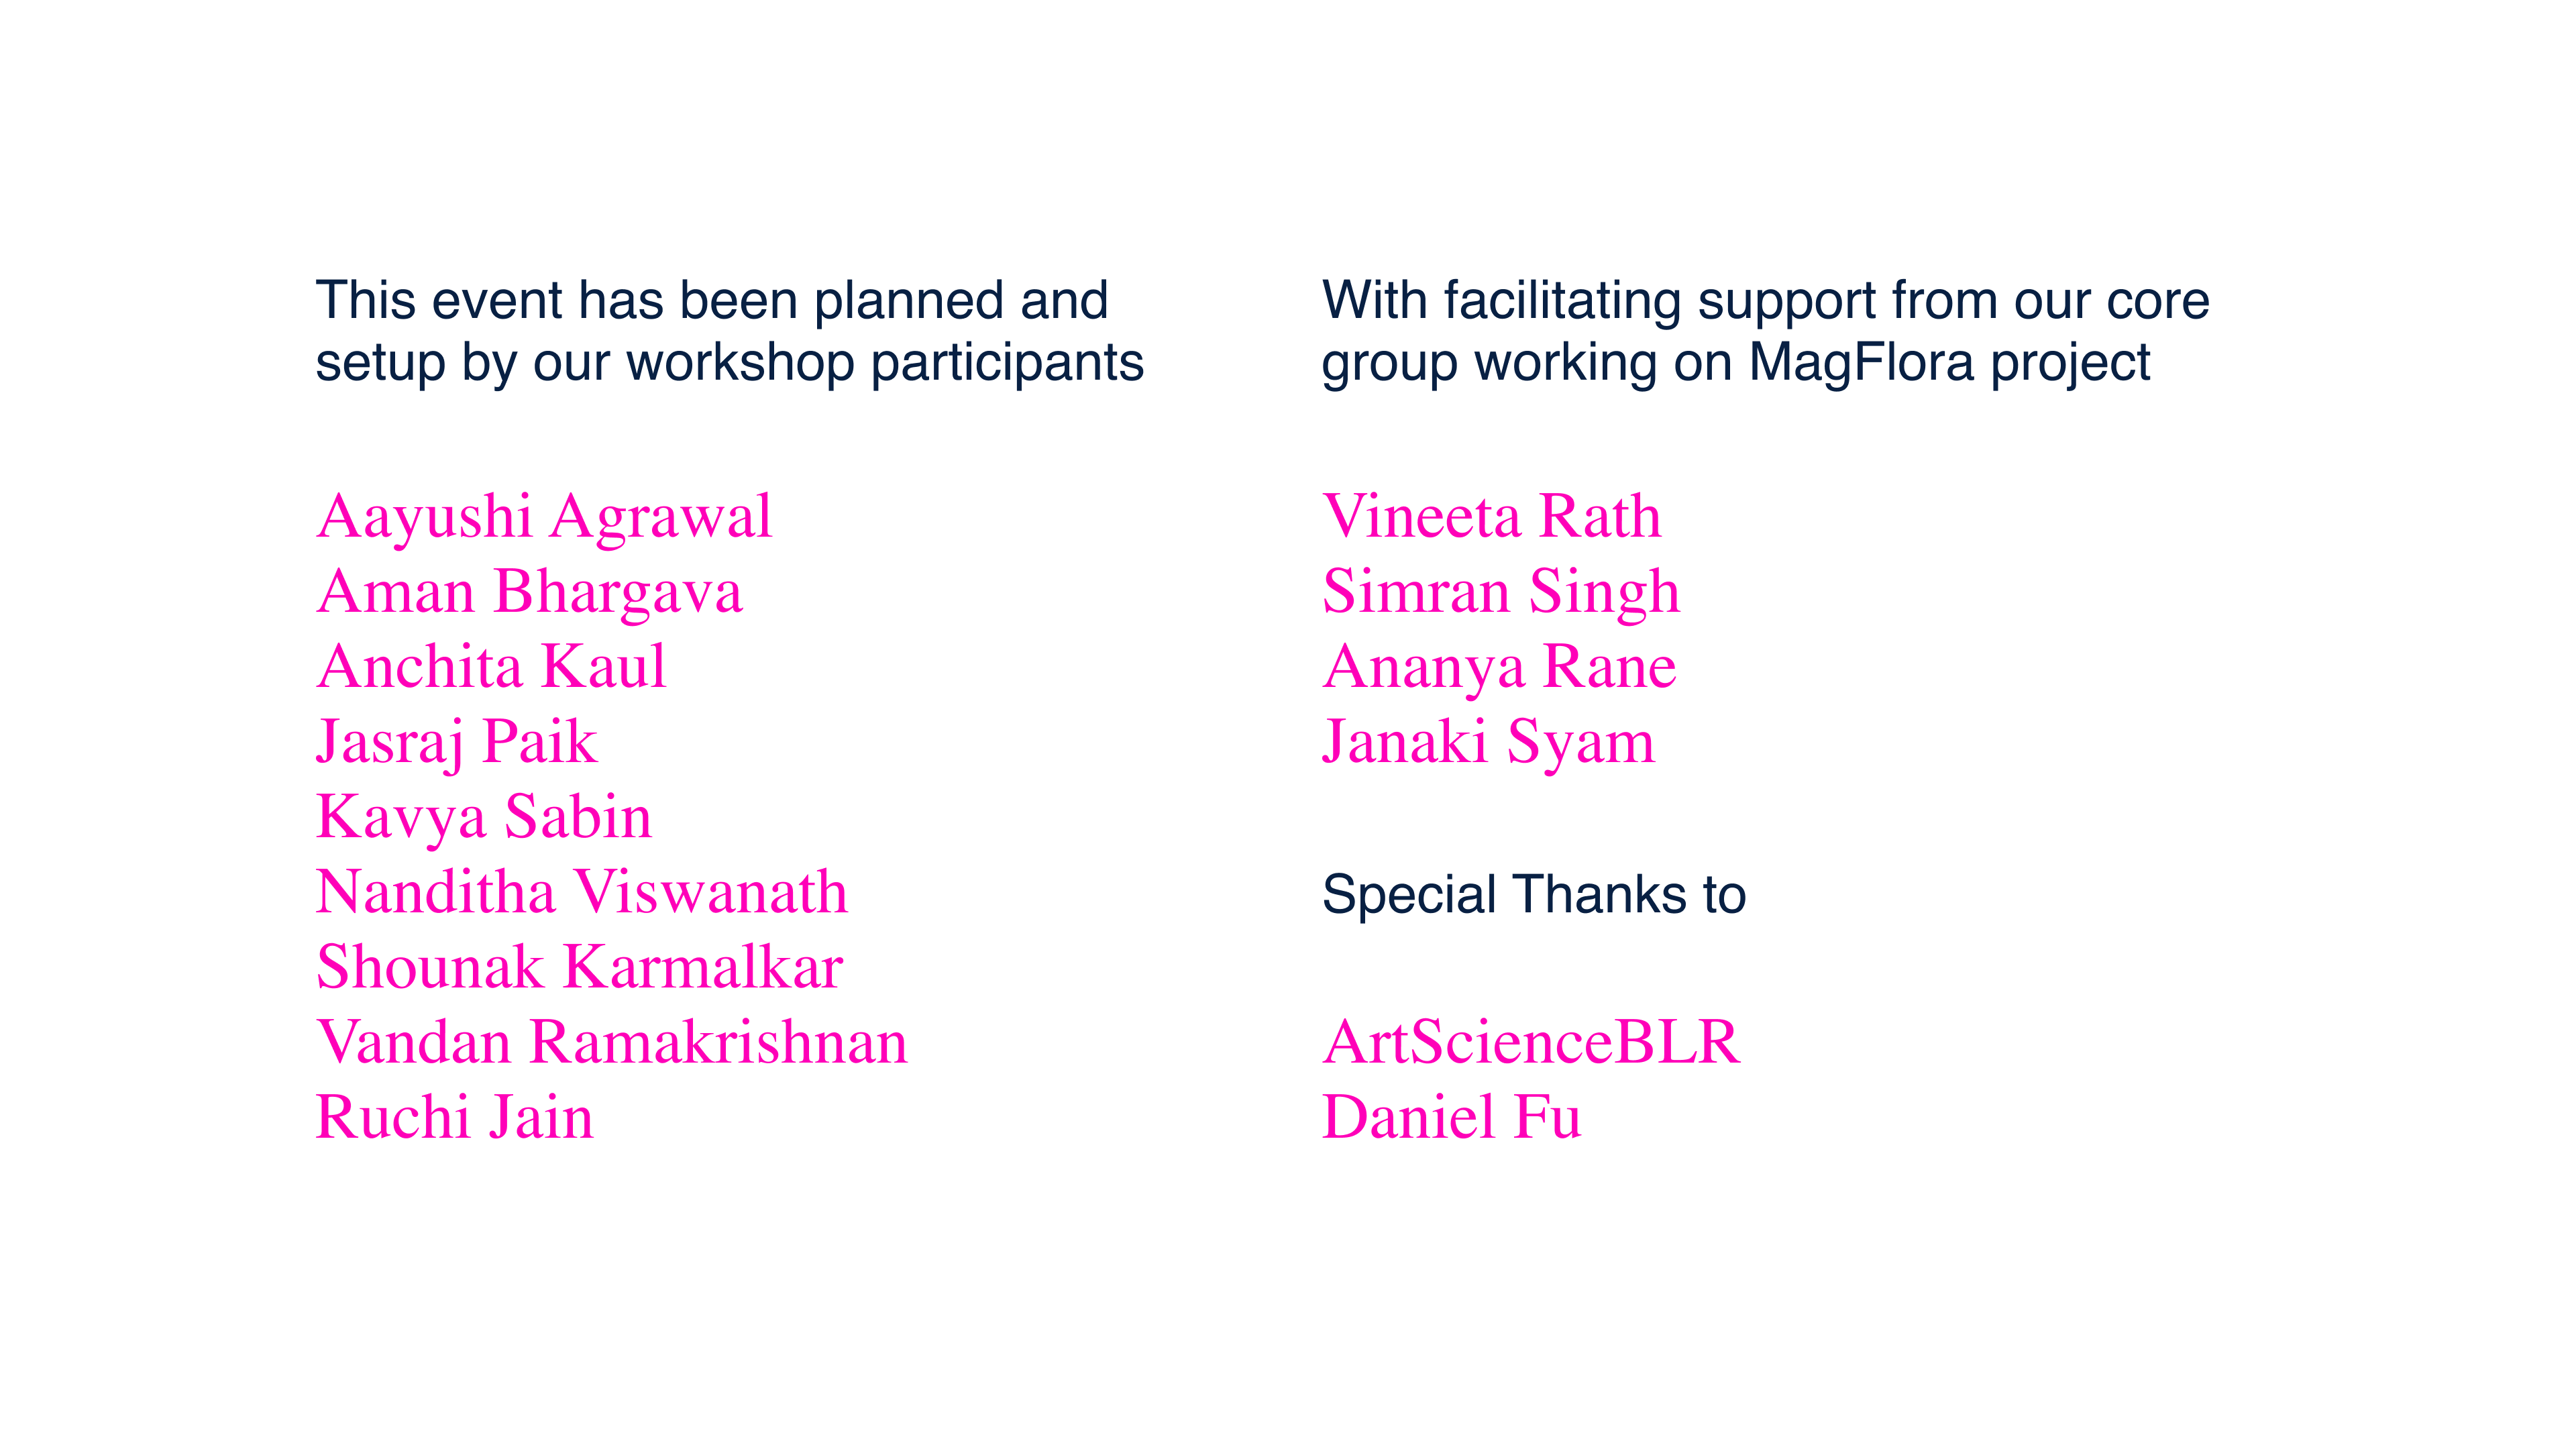 This event has been planned and
setup by our workshop participants
Aayushi Agrawal
Aman Bhargava
Anchita Kaul
Jasraj Paik
Kavya Sabin
Nanditha Viswanath
Shounak Karmalkar
Vandan Ramakrishnan
Ruchi Jain
With facilitating support from our core
group working on MagFlora project
Vineeta Rath
Simran Singh
Ananya Rane
Janaki Syam
Special Thanks to
ArtScienceBLR
Daniel Fu